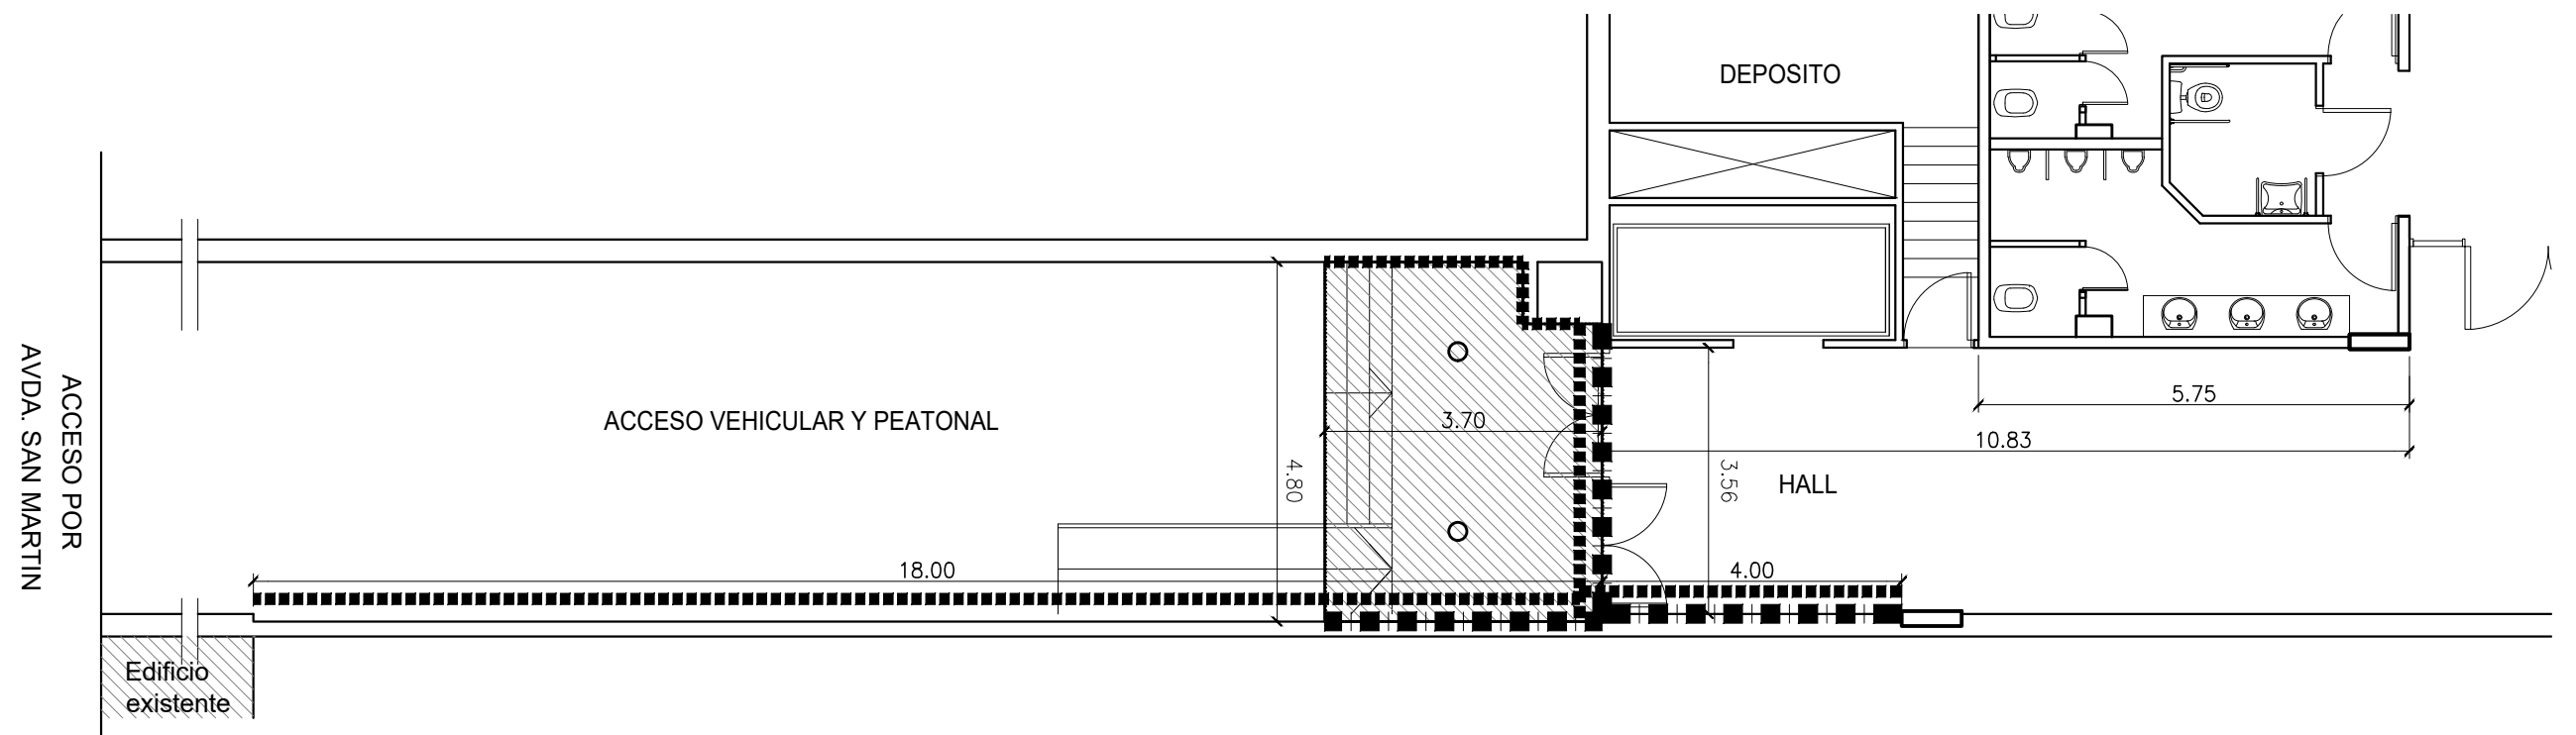 DEPOSITO
ACCESO POR
AVDA. SAN MARTIN
ACCESO VEHICULAR Y PEATONAL
3.70
4.80
5.75
10.83
3.56
HALL
18.00
4.00
Edificio
existente